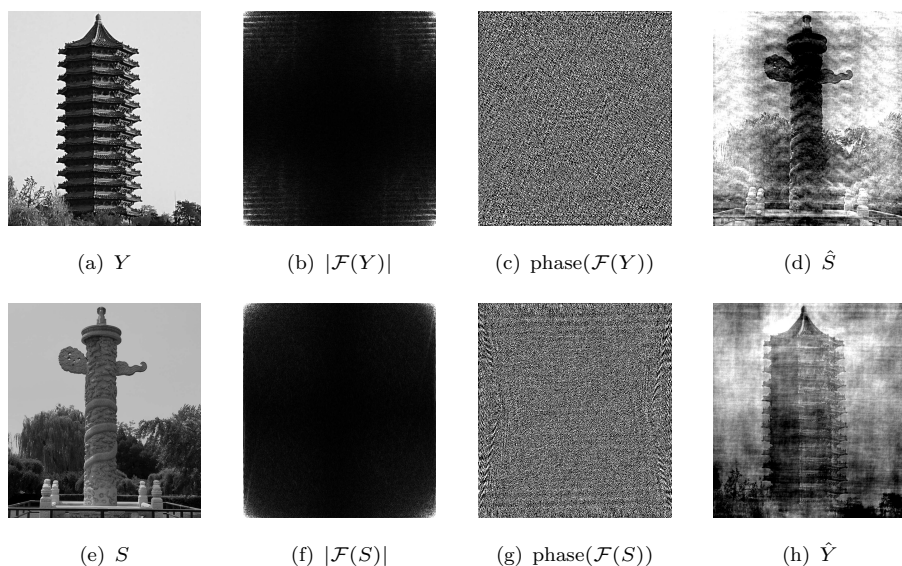 (a) Y (b) |ℱ(Y)| (c) phase(ℱ(Y)) (d) Ŝ
(e) S (f) |ℱ(S)| (g) phase(ℱ(S)) (h) Ŷ